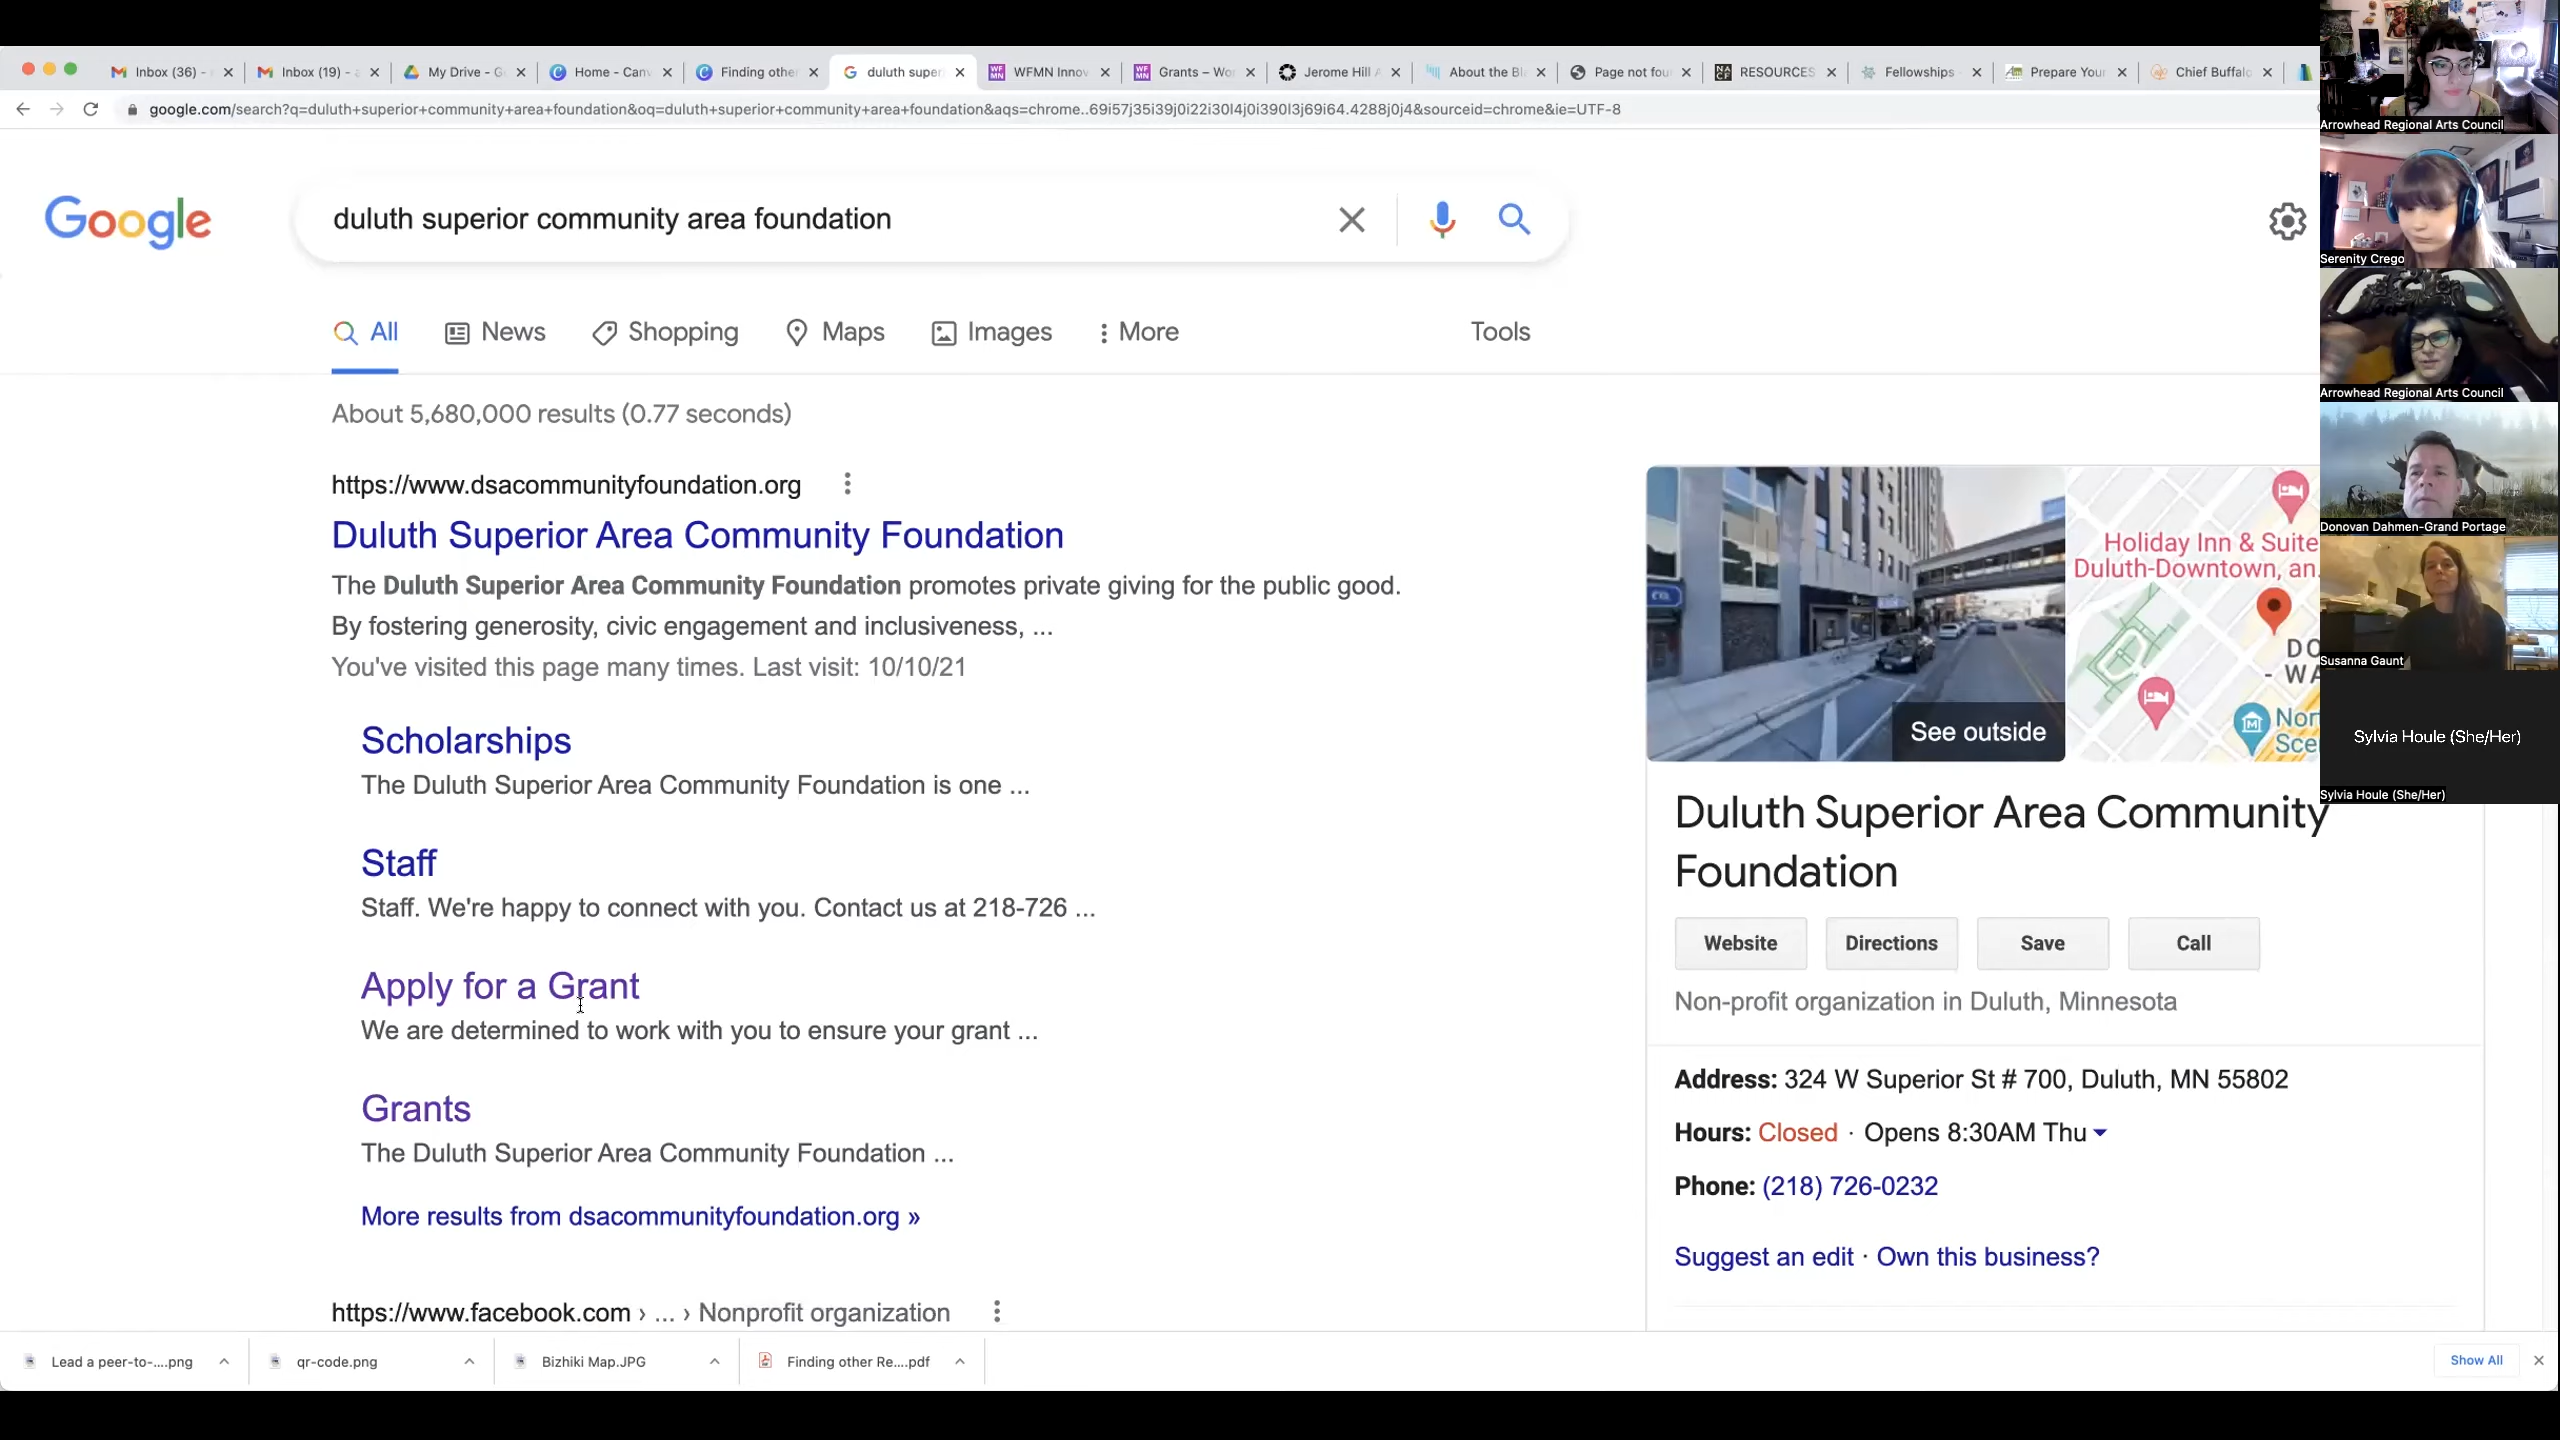 Inbox (36) -
Inbox (19) -
My Drive - G
Home - Canv
Finding othe
duluth super
WFMN Innov
Grants – Wo
Jerome Hill A
About the Bl
Page not fou
RESOURCES
Fellowships
Prepare Your
Chief Buffalo
google.com/search?q=duluth+superior+community+area+foundation&oq=duluth+superior+community+area+foundation&aqs=chrome..69i57j35i39j0i22i30l4j0i390l3j69i64.4288j0j4&sourceid=chrome&ie=UTF-8
Google
duluth superior community area foundation
All
News
Shopping
Maps
Images
More
Tools
About 5,680,000 results (0.77 seconds)
https://www.dsacommunityfoundation.org
Duluth Superior Area Community Foundation
The Duluth Superior Area Community Foundation promotes private giving for the public good.
By fostering generosity, civic engagement and inclusiveness, ...
You've visited this page many times. Last visit: 10/10/21
Scholarships
The Duluth Superior Area Community Foundation is one ...
Staff
Staff. We're happy to connect with you. Contact us at 218-726 ...
Apply for a Grant
We are determined to work with you to ensure your grant ...
Grants
The Duluth Superior Area Community Foundation ...
More results from dsacommunityfoundation.org »
https://www.facebook.com › ... › Nonprofit organization
See outside
Holiday Inn & Suite
Duluth-Downtown, an.
DO
- WA
Nor
Sce
Duluth Superior Area Community
Foundation
Website
Directions
Save
Call
Non-profit organization in Duluth, Minnesota
Address: 324 W Superior St # 700, Duluth, MN 55802
Hours: Closed · Opens 8:30AM Thu
Phone: (218) 726-0232
Suggest an edit · Own this business?
Arrowhead Regional Arts Council
Serenity Crego
Arrowhead Regional Arts Council
Donovan Dahmen-Grand Portage
Susanna Gaunt
Sylvia Houle (She/Her)
Sylvia Houle (She/Her)
Lead a peer-to-....png
qr-code.png
Bizhiki Map.JPG
Finding other Re....pdf
Show All